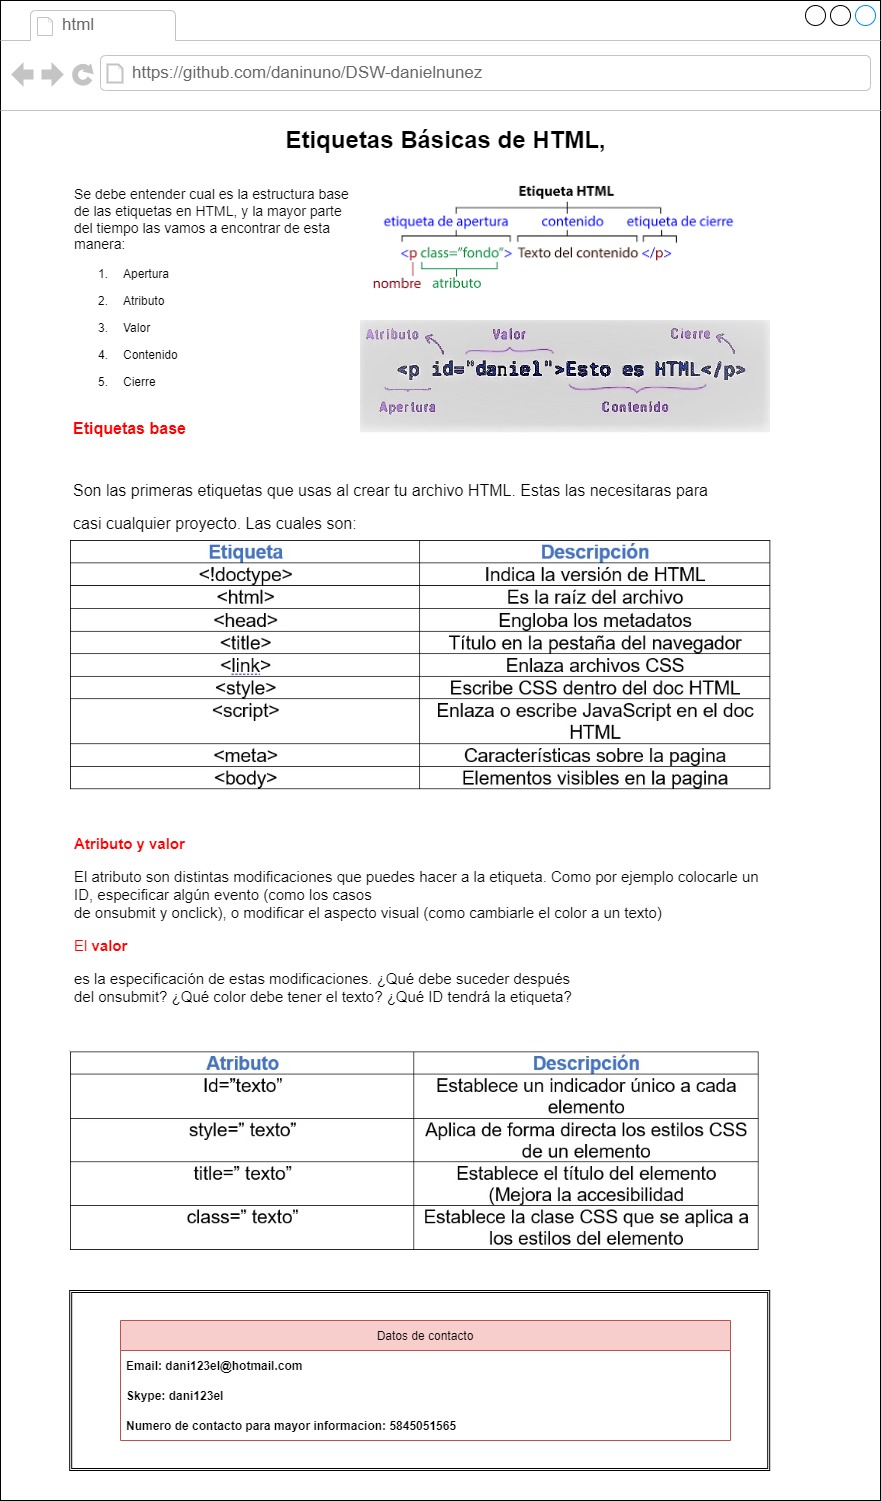 html
https://github.com/daninuno/DSW-danielnunez
Etiquetas Básicas de HTML,
Se debe entender cual es la estructura base
de las etiquetas en HTML, y la mayor parte
del tiempo las vamos a encontrar de esta
manera:
1. Apertura
2. Atributo
3. Valor
4. Contenido
5. Cierre
Etiqueta HTML
etiqueta de apertura contenido etiqueta de cierre
<p class="fondo"> Texto del contenido </p>
nombre atributo
Atributo Valor Cierre
<p id="daniel">Esto es HTML</p>
Apertura Contenido
Etiquetas base
Son las primeras etiquetas que usas al crear tu archivo HTML. Estas las necesitaras para
casi cualquier proyecto. Las cuales son:
Etiqueta Descripción
<!doctype> Indica la versión de HTML
<html> Es la raíz del archivo
<head> Engloba los metadatos
<title> Título en la pestaña del navegador
<link> Enlaza archivos CSS
<style> Escribe CSS dentro del doc HTML
<script> Enlaza o escribe JavaScript en el doc
HTML
<meta> Características sobre la pagina
<body> Elementos visibles en la pagina
Atributo y valor
El atributo son distintas modificaciones que puedes hacer a la etiqueta. Como por ejemplo colocarle un
ID, especificar algún evento (como los casos
de onsubmit y onclick), o modificar el aspecto visual (como cambiarle el color a un texto)
El valor
es la especificación de estas modificaciones. ¿Qué debe suceder después
del onsubmit? ¿Qué color debe tener el texto? ¿Qué ID tendrá la etiqueta?
Atributo Descripción
Id=”texto” Establece un indicador único a cada
elemento
style=” texto” Aplica de forma directa los estilos CSS
de un elemento
title=” texto” Establece el título del elemento
(Mejora la accesibilidad
class=” texto” Establece la clase CSS que se aplica a
los estilos del elemento
Datos de contacto
Email: dani123el@hotmail.com
Skype: dani123el
Numero de contacto para mayor informacion: 5845051565